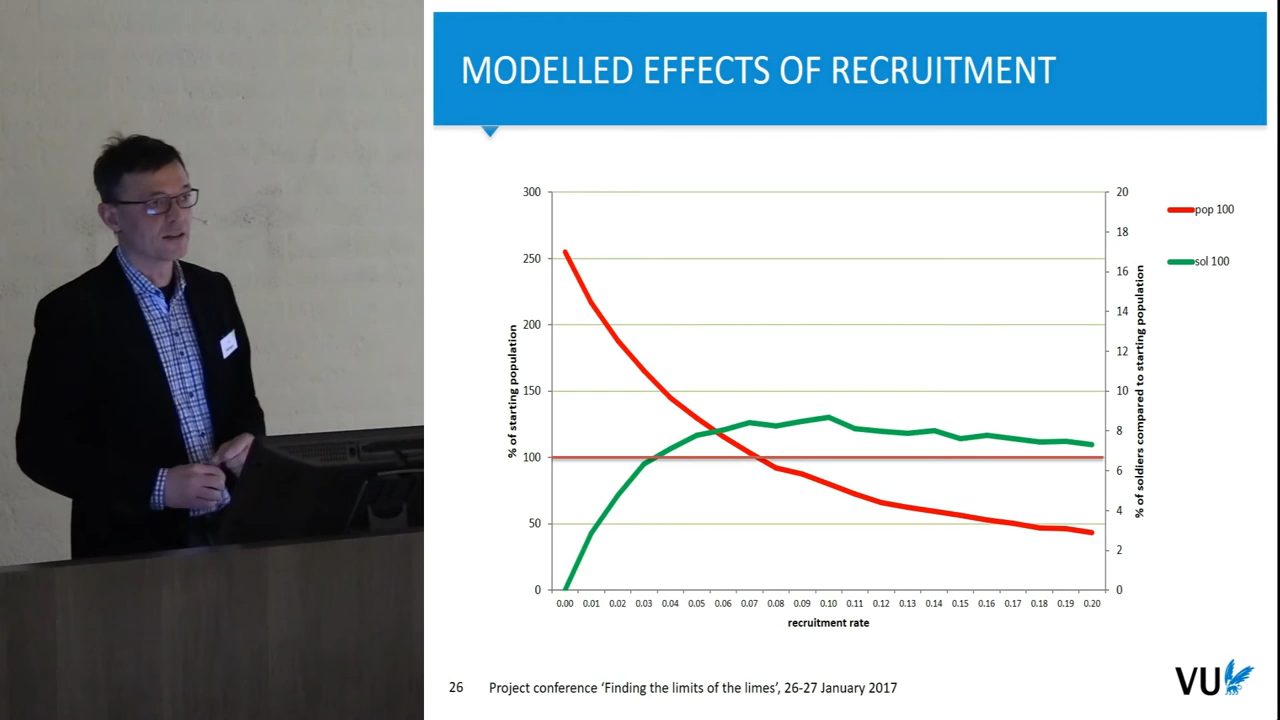 MODELLED EFFECTS OF RECRUITMENT
300
250
200
150
100
50
0
% of starting population
20
18
16
14
12
10
8
6
4
2
0
% of soldiers compared to starting population
pop 100
sol 100
0.00 0.01 0.02 0.03 0.04 0.05 0.06 0.07 0.08 0.09 0.10 0.11 0.12 0.13 0.14 0.15 0.16 0.17 0.18 0.19 0.20
recruitment rate
26 Project conference ‘Finding the limits of the limes’, 26-27 January 2017
VU